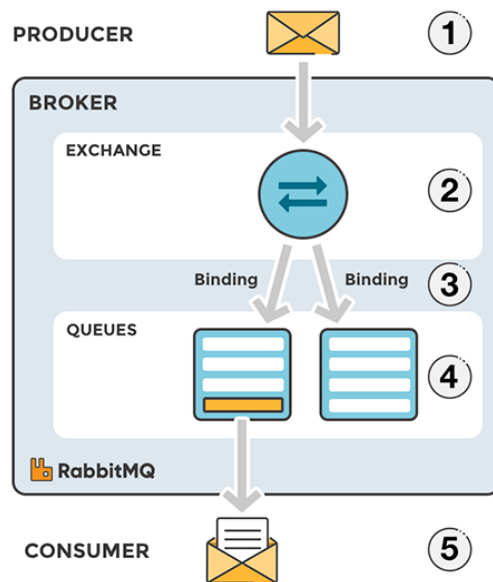 PRODUCER 1
BROKER
EXCHANGE
2
Binding Binding 3
QUEUES
4
RabbitMQ
CONSUMER 5